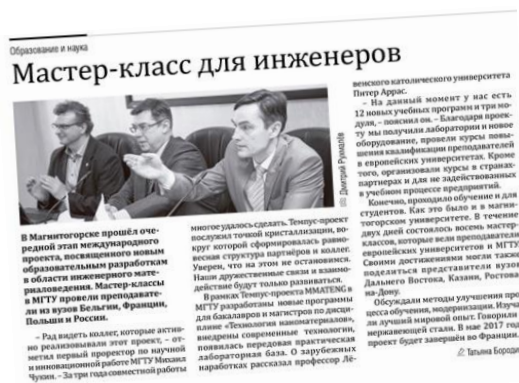 Образование и наука
Мастер-класс для инженеров
Дмитрий Рухмалёв
В Магнитогорске прошёл оче-
редной этап международного
проекта, посвященного новым
образовательным разработкам
в области инженерного мате-
риаловедения. Мастер-классы
в МГТУ провели преподавате-
ли из вузов Бельгии, Франции,
Польши и России.
– Рад видеть коллег, которые актив-
но реализовывали этот проект, – от-
метил первый проректор по научной
и инновационной работе МГТУ Михаил
Чукин. – За три года совместной работы
многое удалось сделать. Темпус-проект
послужил точкой кристаллизации, во-
круг которой сформировалась равно-
весная структура партнёров и коллег.
Уверен, что на этом не остановимся.
Наши дружественные связи и взаимо-
действие будут только развиваться.
В рамках Темпус-проекта MMATENG в
МГТУ разработаны новые программы
для бакалавров и магистров по дисцип-
лине «Технология наноматериалов»,
внедрены современные технологии,
появилась передовая практическая
лабораторная база. О зарубежных
наработках рассказал профессор Лё-
венского католического университета
Питер Аррас.
– На данный момент у нас есть
12 новых учебных программ и три мо-
дуля, – пояснил он. – Благодаря проек-
ту мы получили лаборатории и новое
оборудование, провели курсы повы-
шения квалификации преподавателей
в европейских университетах. Кроме
того, организовали курсы в странах-
партнерах и для не задействованных
в учебном процессе предприятий.
Конечно, проходило обучение и для
студентов. Как это было и в магни-
тогорском университете. В течение
двух дней состоялось восемь мастер-
классов, которые вели преподаватели
европейских университетов и МГТУ.
Своими достижениями могли также
поделиться представители вузов
Дальнего Востока, Казани, Ростова-
на-Дону.
Обсуждали методы улучшения про-
цесса обучения, модернизации. Изуча-
ли лучший мировой опыт. Говорили
нержавеющей стали. В мае 2017 год
проект будет завершён во Франции.
Татьяна